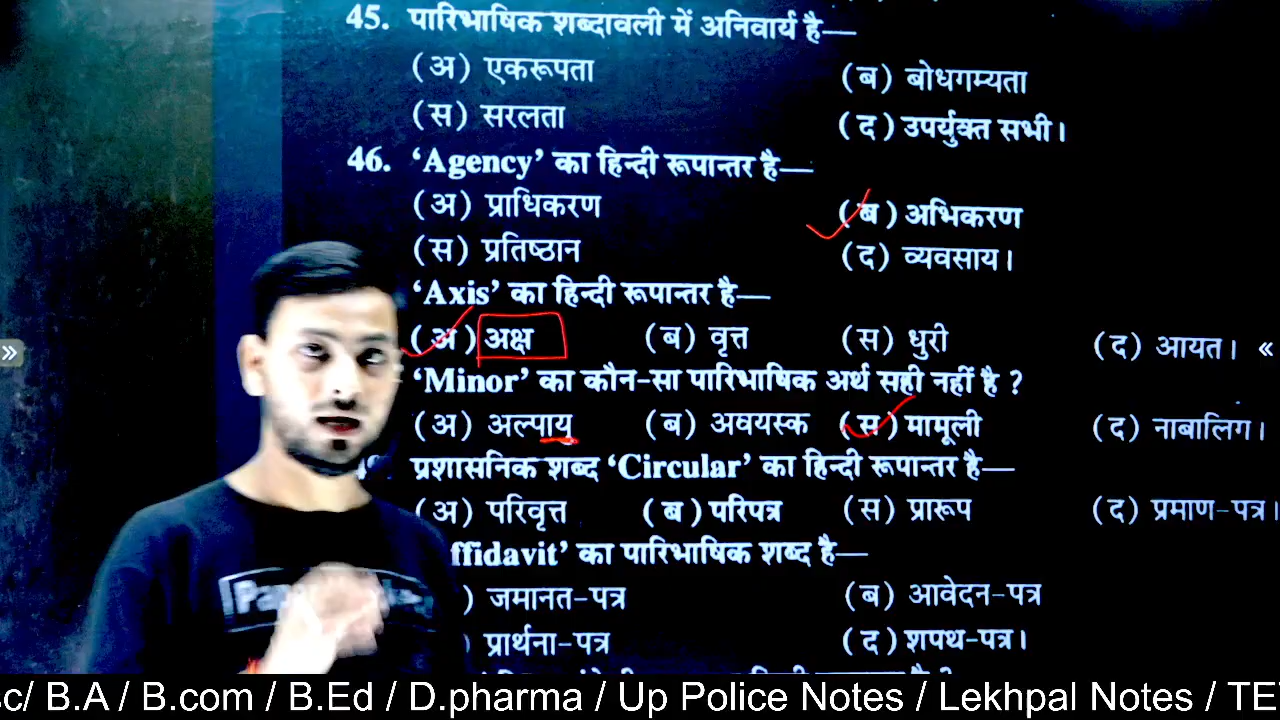 45. पारिभाषिक शब्दावली में अनिवार्य है—
(अ) एकरूपता (ब) बोधगम्यता
(स) सरलता (द) उपर्युक्त सभी।
46. 'Agency' का हिन्दी रूपान्तर है—
(अ) प्राधिकरण (ब) अभिकरण
(स) प्रतिष्ठान (द) व्यवसाय।
'Axis' का हिन्दी रूपान्तर है—
(अ) अक्ष (ब) वृत्त (स) धुरी (द) आयत।
'Minor' का कौन-सा पारिभाषिक अर्थ सही नहीं है ?
(अ) अल्पायु (ब) अवयस्क (स) मामूली (द) नाबालिग।
प्रशासनिक शब्द 'Circular' का हिन्दी रूपान्तर है—
(अ) परिवृत्त (ब) परिपत्र (स) प्रारूप (द) प्रमाण-पत्र।
ffidavit' का पारिभाषिक शब्द है—
) जमानत-पत्र (ब) आवेदन-पत्र
) प्रार्थना-पत्र (द) शपथ-पत्र।
c/ B.A / B.com / B.Ed / D.pharma / Up Police Notes / Lekhpal Notes / TE